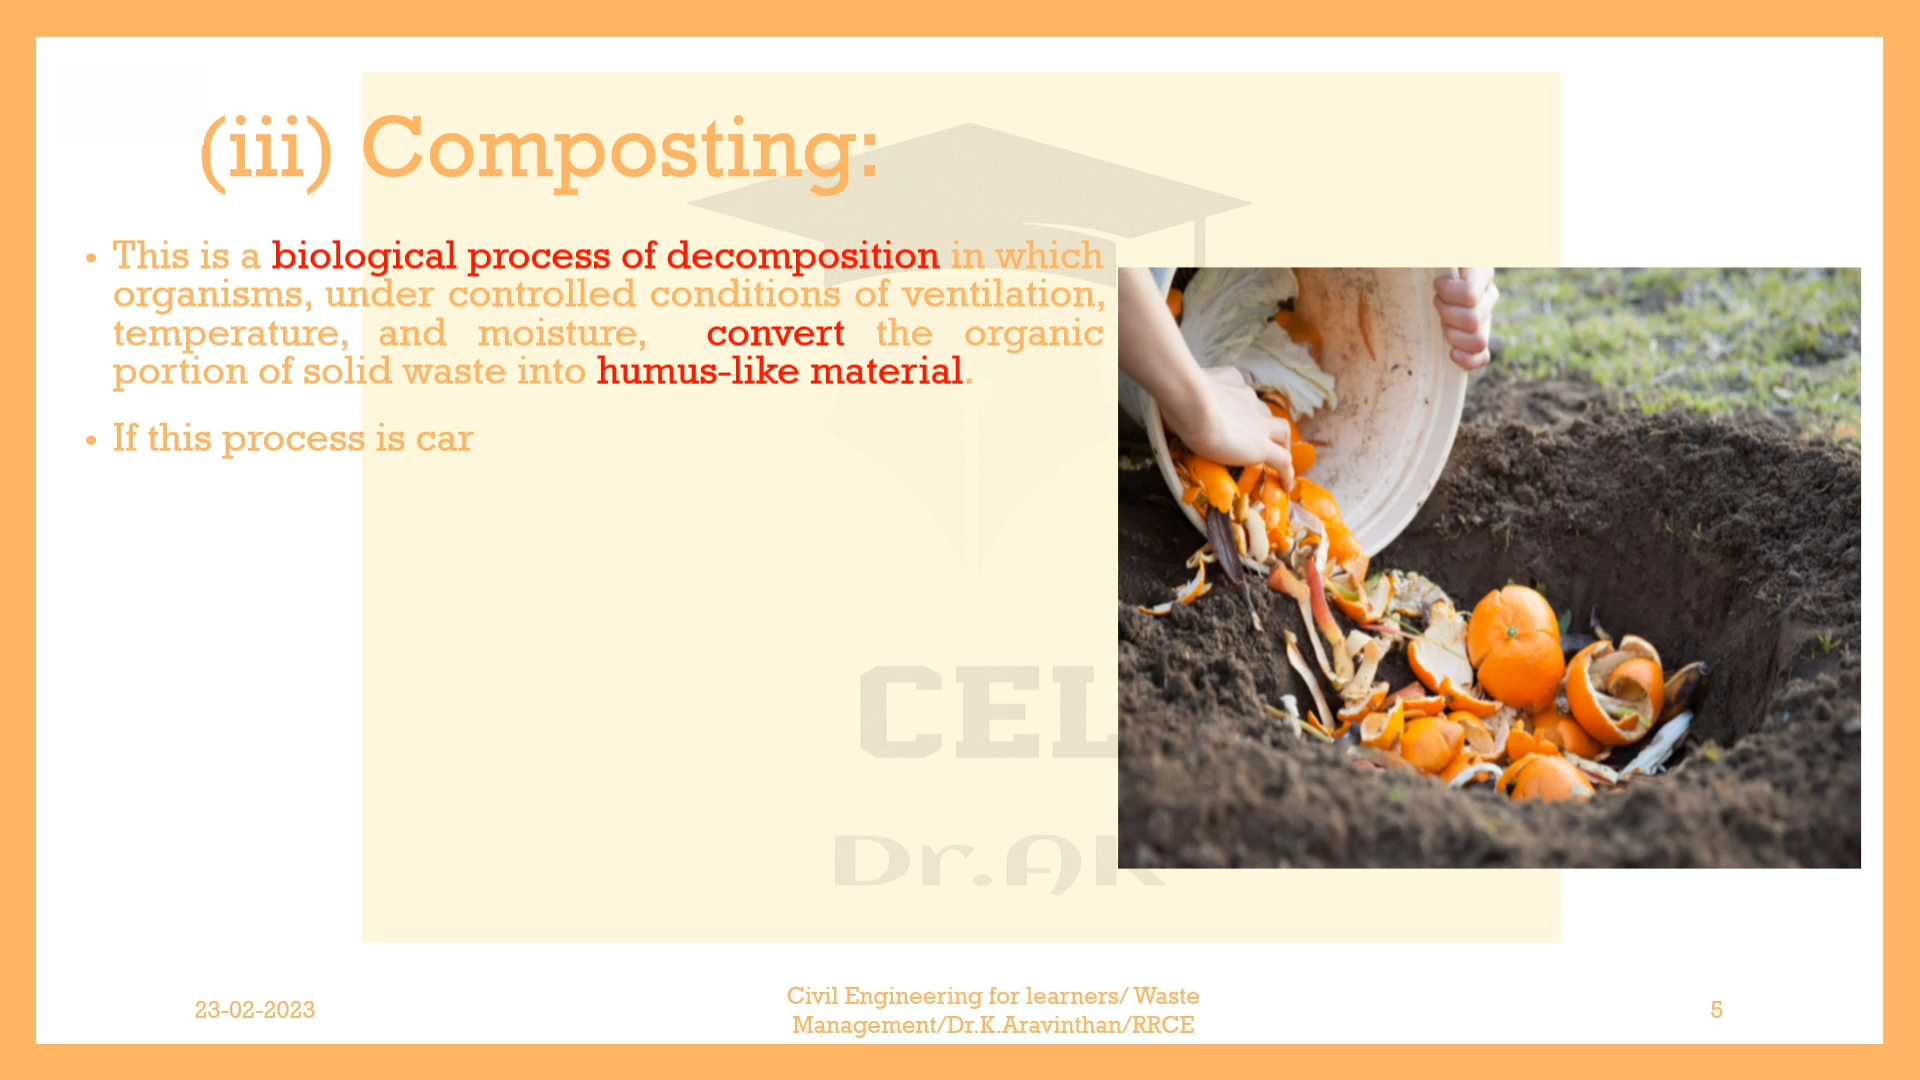 (iii) Composting:
• This is a biological process of decomposition in which
organisms, under controlled conditions of ventilation,
temperature, and moisture, convert the organic
portion of solid waste into humus-like material.
• If this process is car
CEL
Dr.AK
23-02-2023
Civil Engineering for learners/ Waste
Management/Dr.K.Aravinthan/RRCE
5